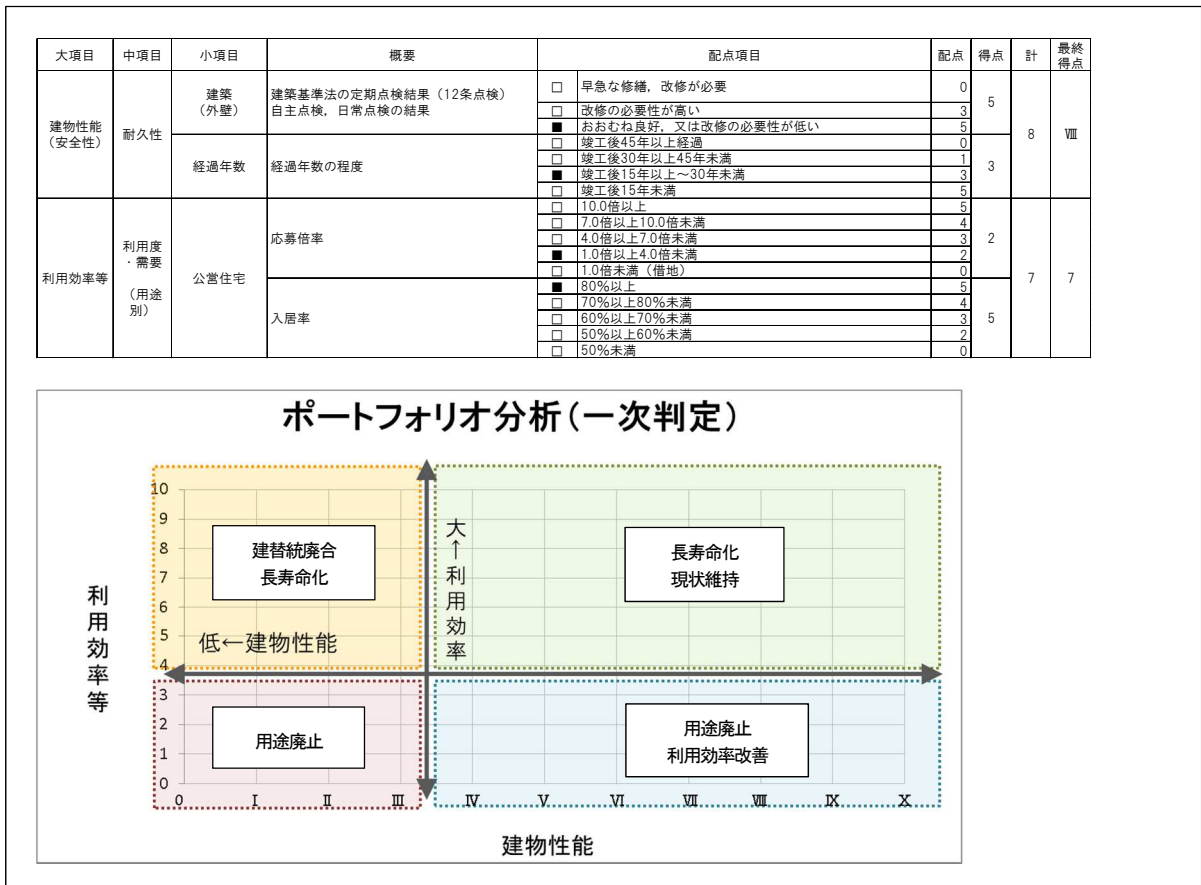 大項目 中項目 小項目 概要 配点項目 配点 得点 計 最終得点
建物性能（安全性） 耐久性 建築（外壁） 建築基準法の定期点検結果（12条点検） 自主点検，日常点検の結果 □ 早急な修繕，改修が必要 0 5 8 Ⅷ
□ 改修の必要性が高い 3
■ おおむね良好，又は改修の必要性が低い 5
経過年数 経過年数の程度 □ 竣工後45年以上経過 0 3
□ 竣工後30年以上45年未満 1
■ 竣工後15年以上～30年未満 3
□ 竣工後15年未満 5
利用効率等 利用度・需要（用途別） 公営住宅 応募倍率 □ 10.0倍以上 5 2 7 7
□ 7.0倍以上10.0倍未満 4
□ 4.0倍以上7.0倍未満 3
■ 1.0倍以上4.0倍未満 2
□ 1.0倍未満（借地） 0
入居率 ■ 80%以上 5 5
□ 70%以上80%未満 4
□ 60%以上70%未満 3
□ 50%以上60%未満 2
□ 50%未満 0
ポートフォリオ分析（一次判定）
10
9
8
7
6
5
4
3
2
1
0
利用効率等
建替統廃合
長寿命化
大←利用効率
長寿命化
現状維持
低←建物性能
用途廃止
用途廃止
利用効率改善
0 Ⅰ Ⅱ Ⅲ Ⅳ Ⅴ Ⅵ Ⅶ Ⅷ Ⅸ Ⅹ
建物性能